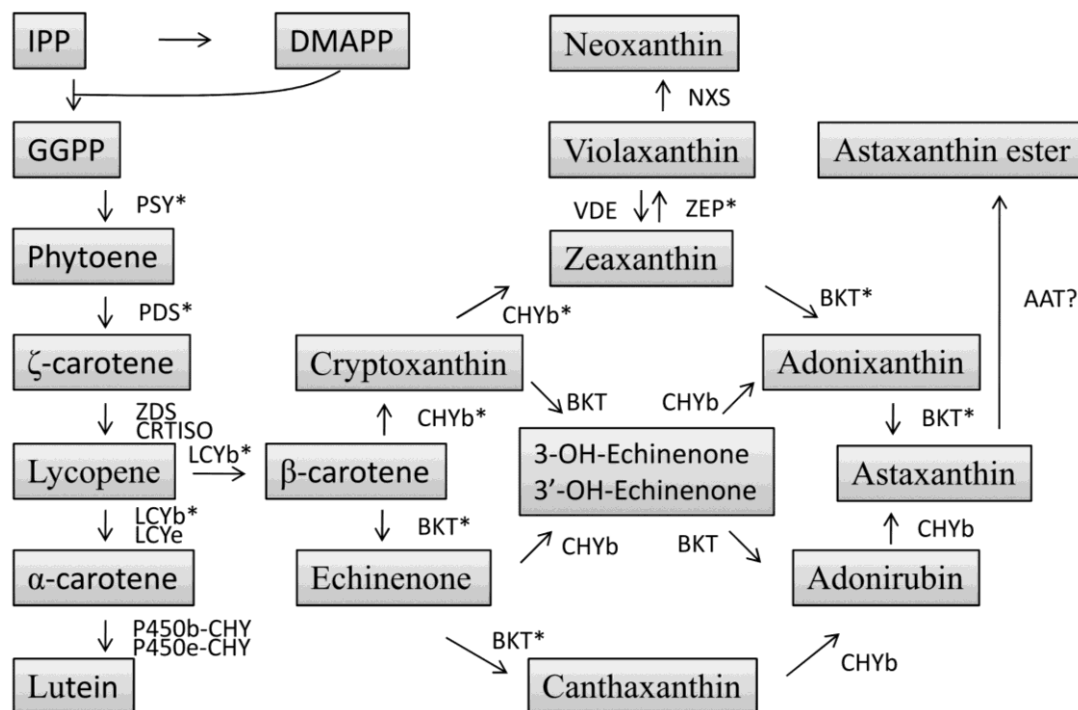 IPP
DMAPP
Neoxanthin
NXS
GGPP
Violaxanthin
Astaxanthin ester
PSY*
VDE
ZEP*
Phytoene
Zeaxanthin
PDS*
CHYb*
BKT*
AAT?
ζ-carotene
Cryptoxanthin
Adonixanthin
ZDS
CRTISO
LCYb*
CHYb*
BKT
CHYb
BKT*
Lycopene
β-carotene
3-OH-Echinenone
3′-OH-Echinenone
Astaxanthin
LCYb*
LCYe
BKT*
CHYb
BKT
CHYb
α-carotene
Echinenone
Adonirubin
P450b-CHY
P450e-CHY
BKT*
CHYb
Lutein
Canthaxanthin